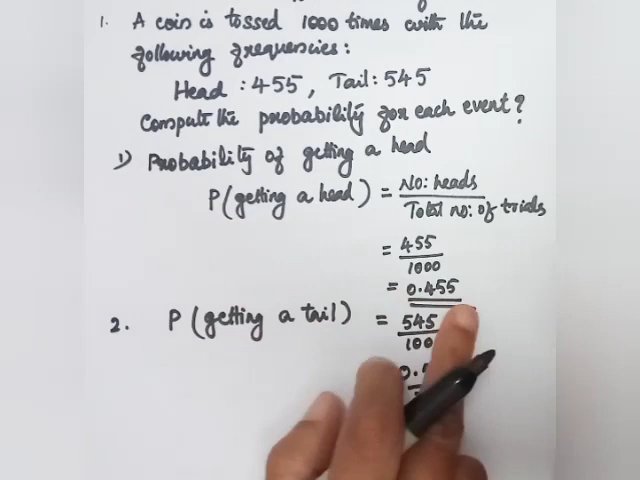 1. A coin is tossed 1000 times with the
following frequencies:
Head : 455, Tail: 545
Compute the probability for each event?
1) Probability of getting a head
P(getting a head) = No: heads / Total no: of trials
= 455 / 1000
= 0.455
2. P(getting a tail) = 545 / 100
0.